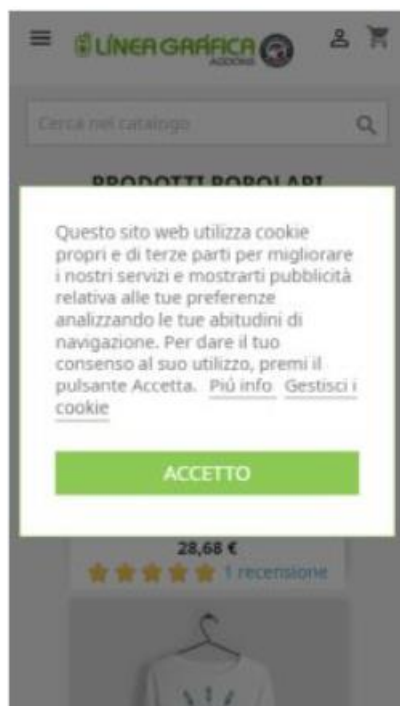 LÍNEA GRÁFICA
ADDONS
Cerca nel catalogo
PRODOTTI POPOLARI
Questo sito web utilizza cookie
propri e di terze parti per migliorare
i nostri servizi e mostrarti pubblicità
relativa alle tue preferenze
analizzando le tue abitudini di
navigazione. Per dare il tuo
consenso al suo utilizzo, premi il
pulsante Accetta. Piú info Gestisci i
cookie
ACCETTO
28,68 €
1 recensione